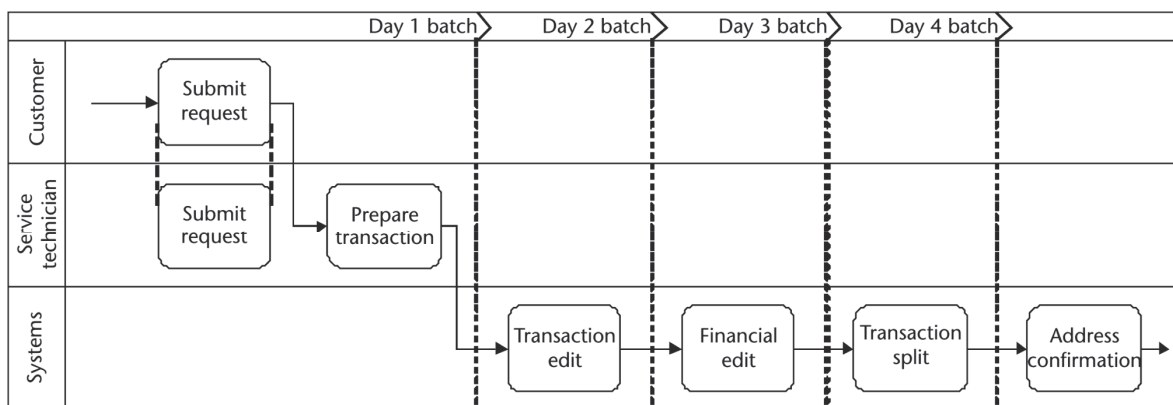 Day 1 batch
Day 2 batch
Day 3 batch
Day 4 batch
Customer
Submit
request
Service
technician
Submit
request
Prepare
transaction
Systems
Transaction
edit
Financial
edit
Transaction
split
Address
confirmation